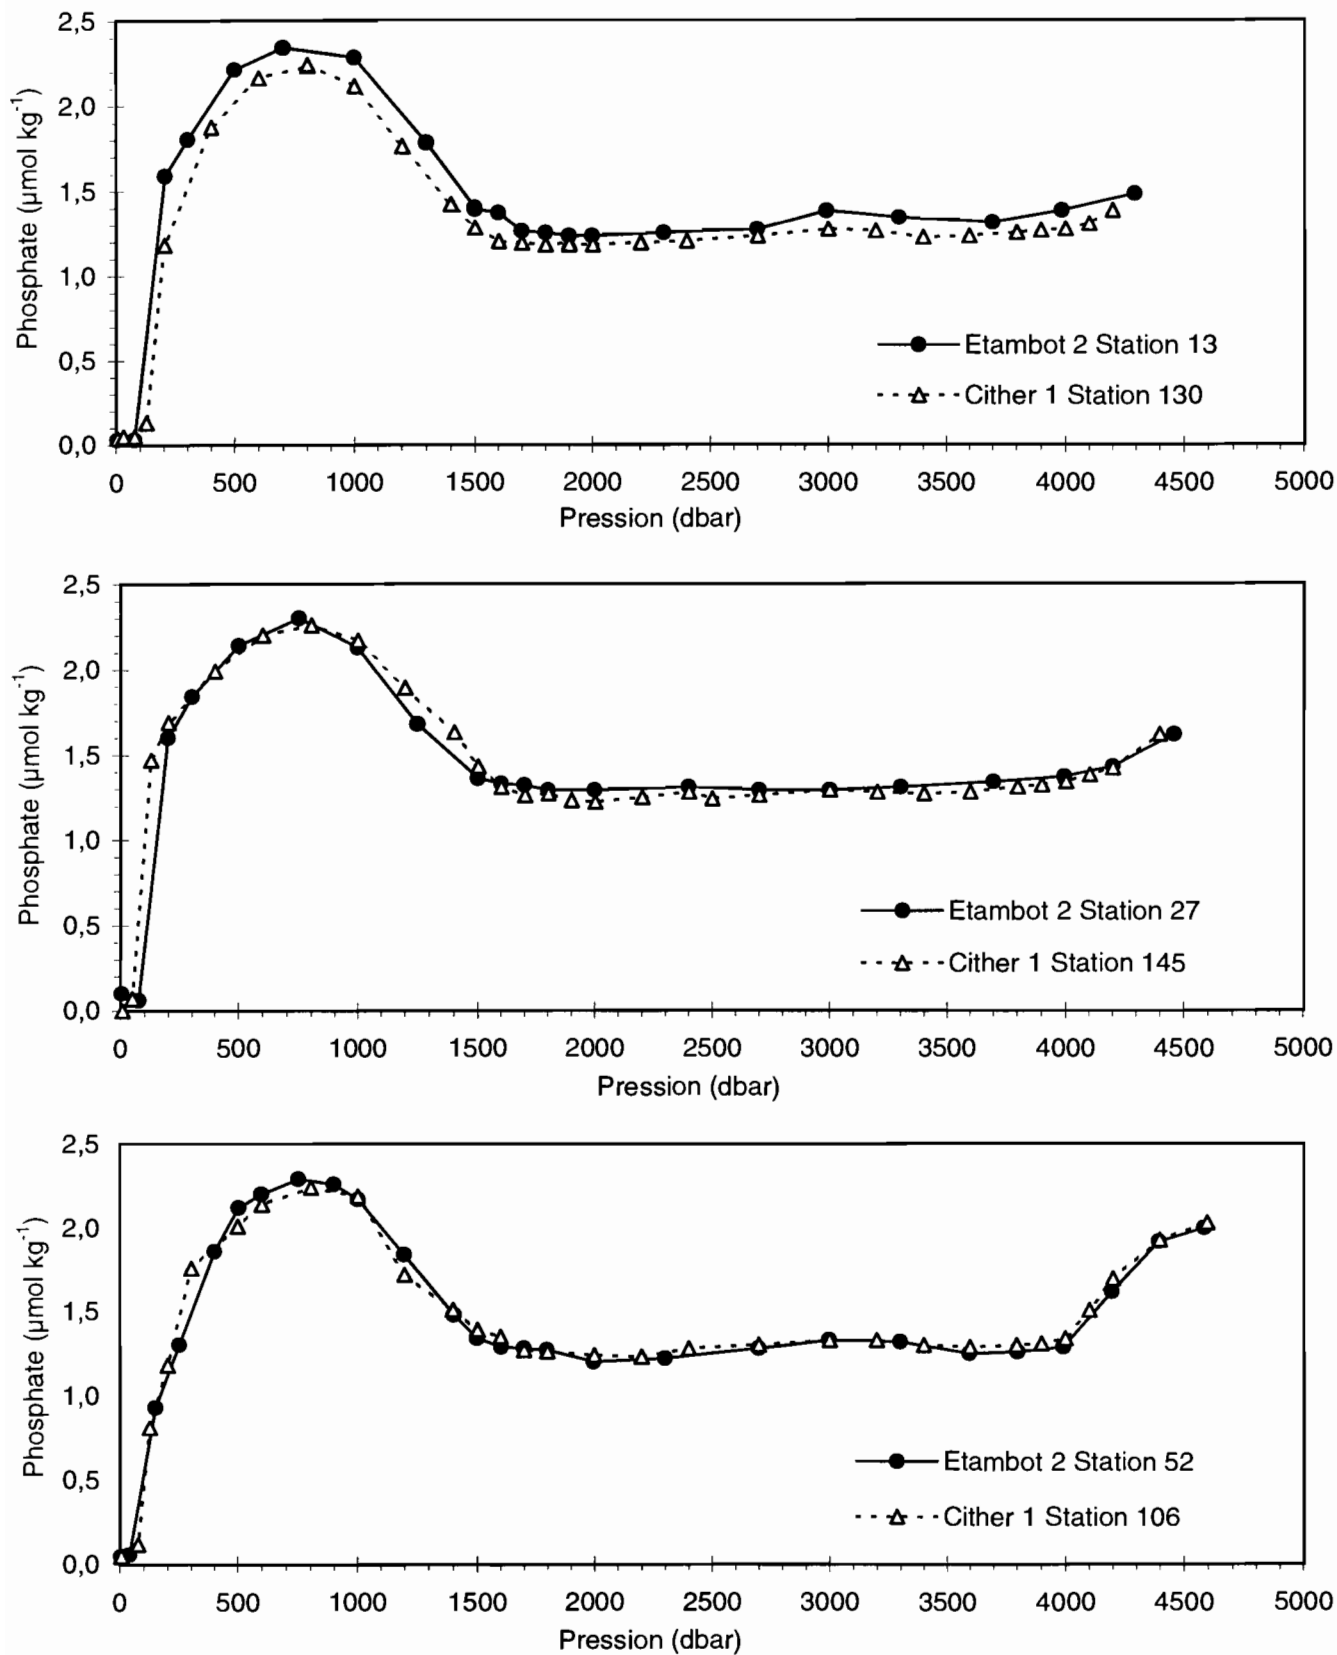 2,5
2,0
1,5
1,0
0,5
0,0
Phosphate (µmol kg-1)
Etambot 2 Station 13
Cither 1 Station 130
0 500 1000 1500 2000 2500 3000 3500 4000 4500 5000
Pression (dbar)
2,5
2,0
1,5
1,0
0,5
0,0
Phosphate (µmol kg-1)
Etambot 2 Station 27
Cither 1 Station 145
0 500 1000 1500 2000 2500 3000 3500 4000 4500 5000
Pression (dbar)
2,5
2,0
1,5
1,0
0,5
0,0
Phosphate (µmol kg-1)
Etambot 2 Station 52
Cither 1 Station 106
0 500 1000 1500 2000 2500 3000 3500 4000 4500 5000
Pression (dbar)